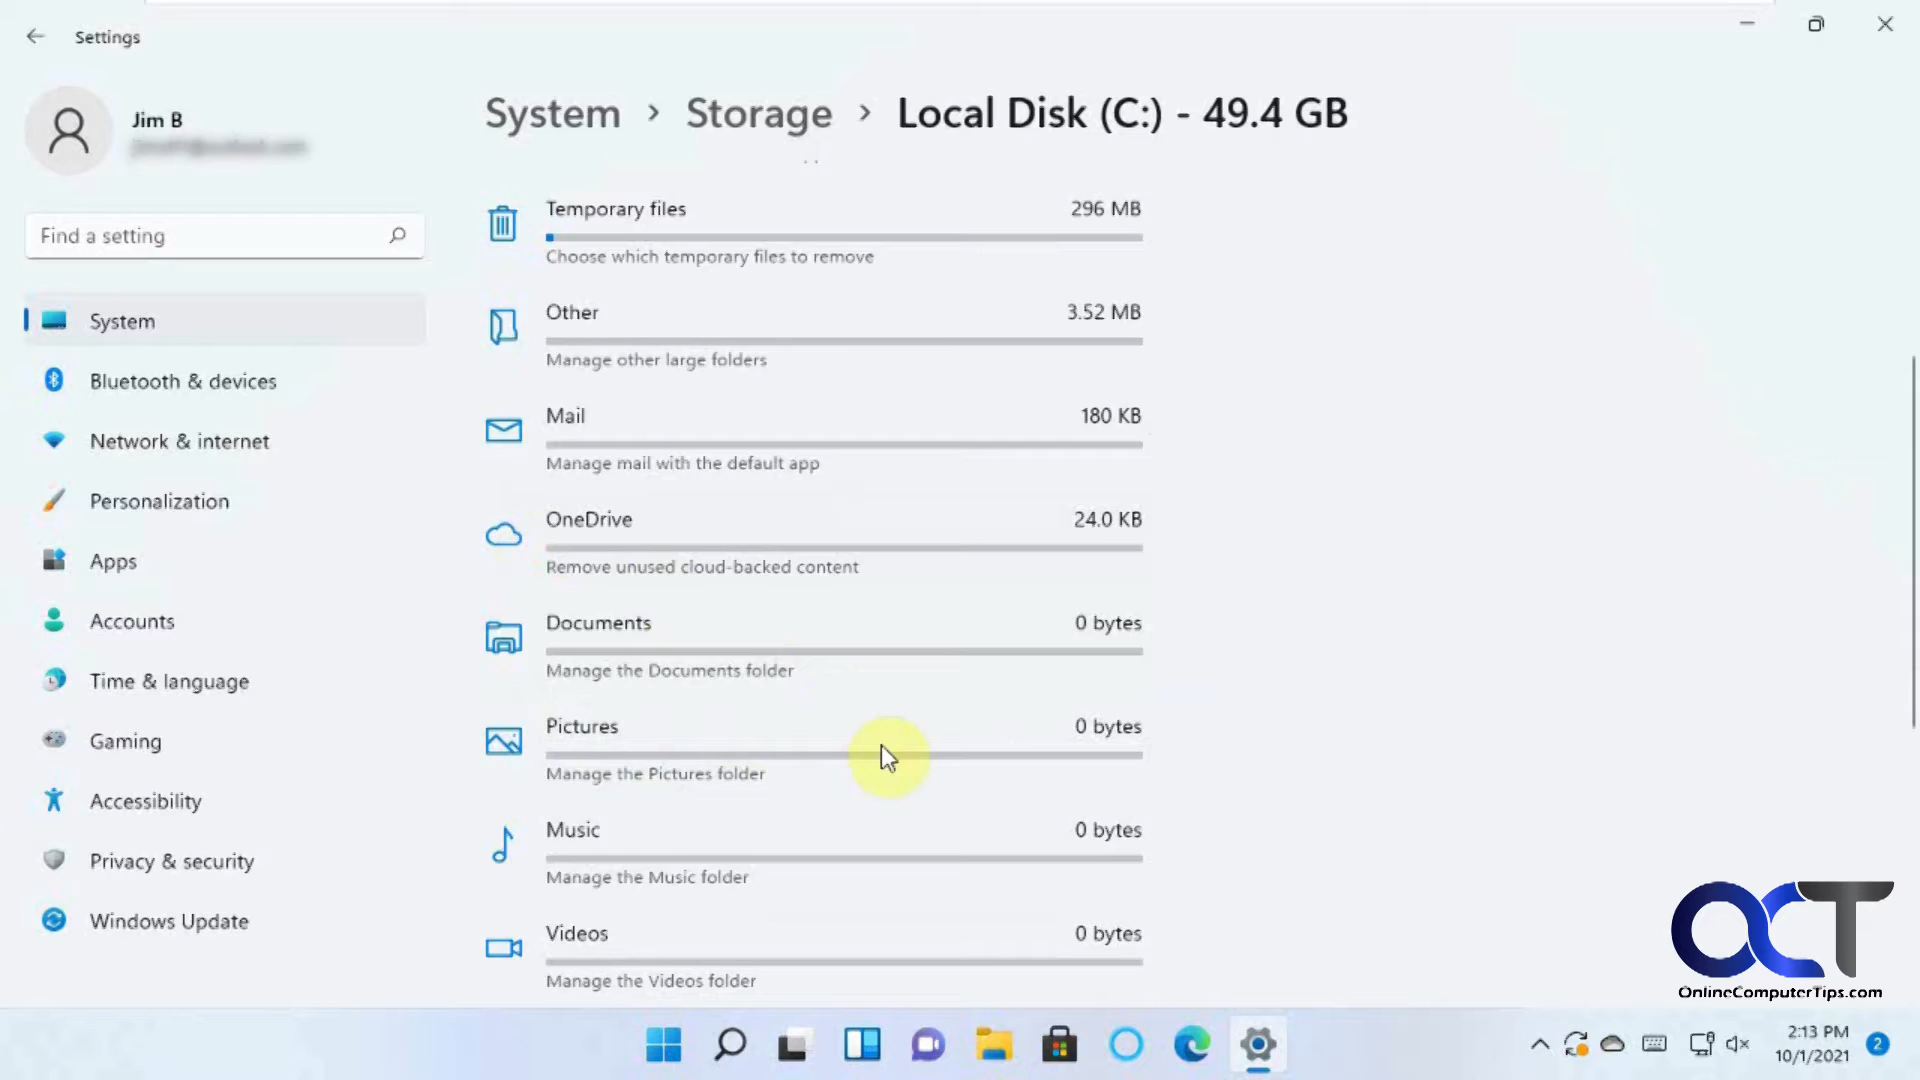 Settings
Jim B
Find a setting
System
Bluetooth & devices
Network & internet
Personalization
Apps
Accounts
Time & language
Gaming
Accessibility
Privacy & security
Windows Update
System > Storage > Local Disk (C:) - 49.4 GB
Temporary files 296 MB
Choose which temporary files to remove
Other 3.52 MB
Manage other large folders
Mail 180 KB
Manage mail with the default app
OneDrive 24.0 KB
Remove unused cloud-backed content
Documents 0 bytes
Manage the Documents folder
Pictures 0 bytes
Manage the Pictures folder
Music 0 bytes
Manage the Music folder
Videos 0 bytes
Manage the Videos folder
OCT
OnlineComputerTips.com
2:13 PM
10/1/2021
2